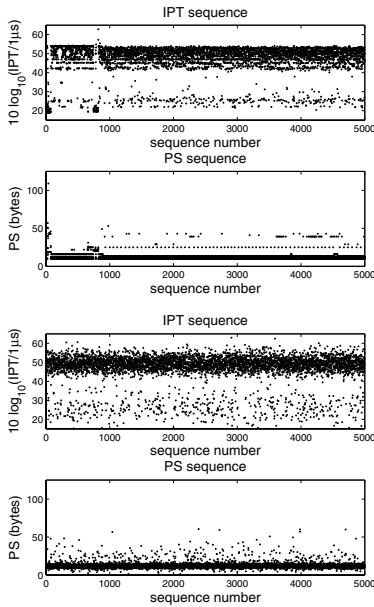 IPT sequence
60
50
40
30
20
10 log10(IPT/1μs)
0 1000 2000 3000 4000 5000
sequence number
PS sequence
100
50
0
PS (bytes)
0 1000 2000 3000 4000 5000
sequence number
IPT sequence
60
50
40
30
20
10 log10(IPT/1μs)
0 1000 2000 3000 4000 5000
sequence number
PS sequence
100
50
0
PS (bytes)
0 1000 2000 3000 4000 5000
sequence number